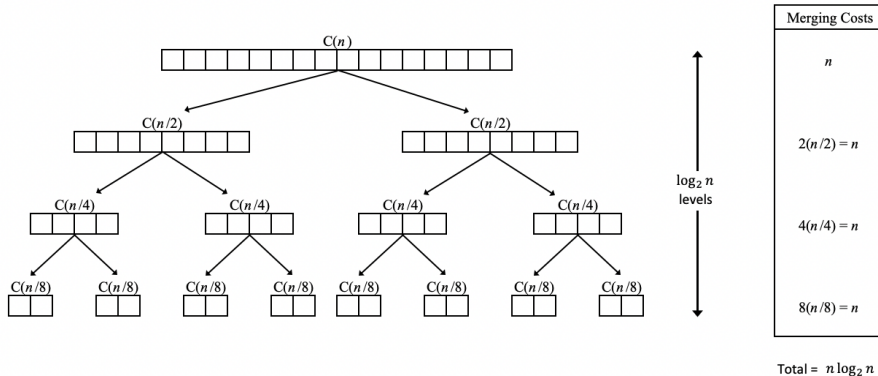 Merging Costs
C(n)
n
C(n/2) C(n/2)
2(n/2) = n
log₂ n
levels
C(n/4) C(n/4) C(n/4) C(n/4)
4(n/4) = n
C(n/8) C(n/8) C(n/8) C(n/8) C(n/8) C(n/8) C(n/8) C(n/8)
8(n/8) = n
Total = n log₂ n